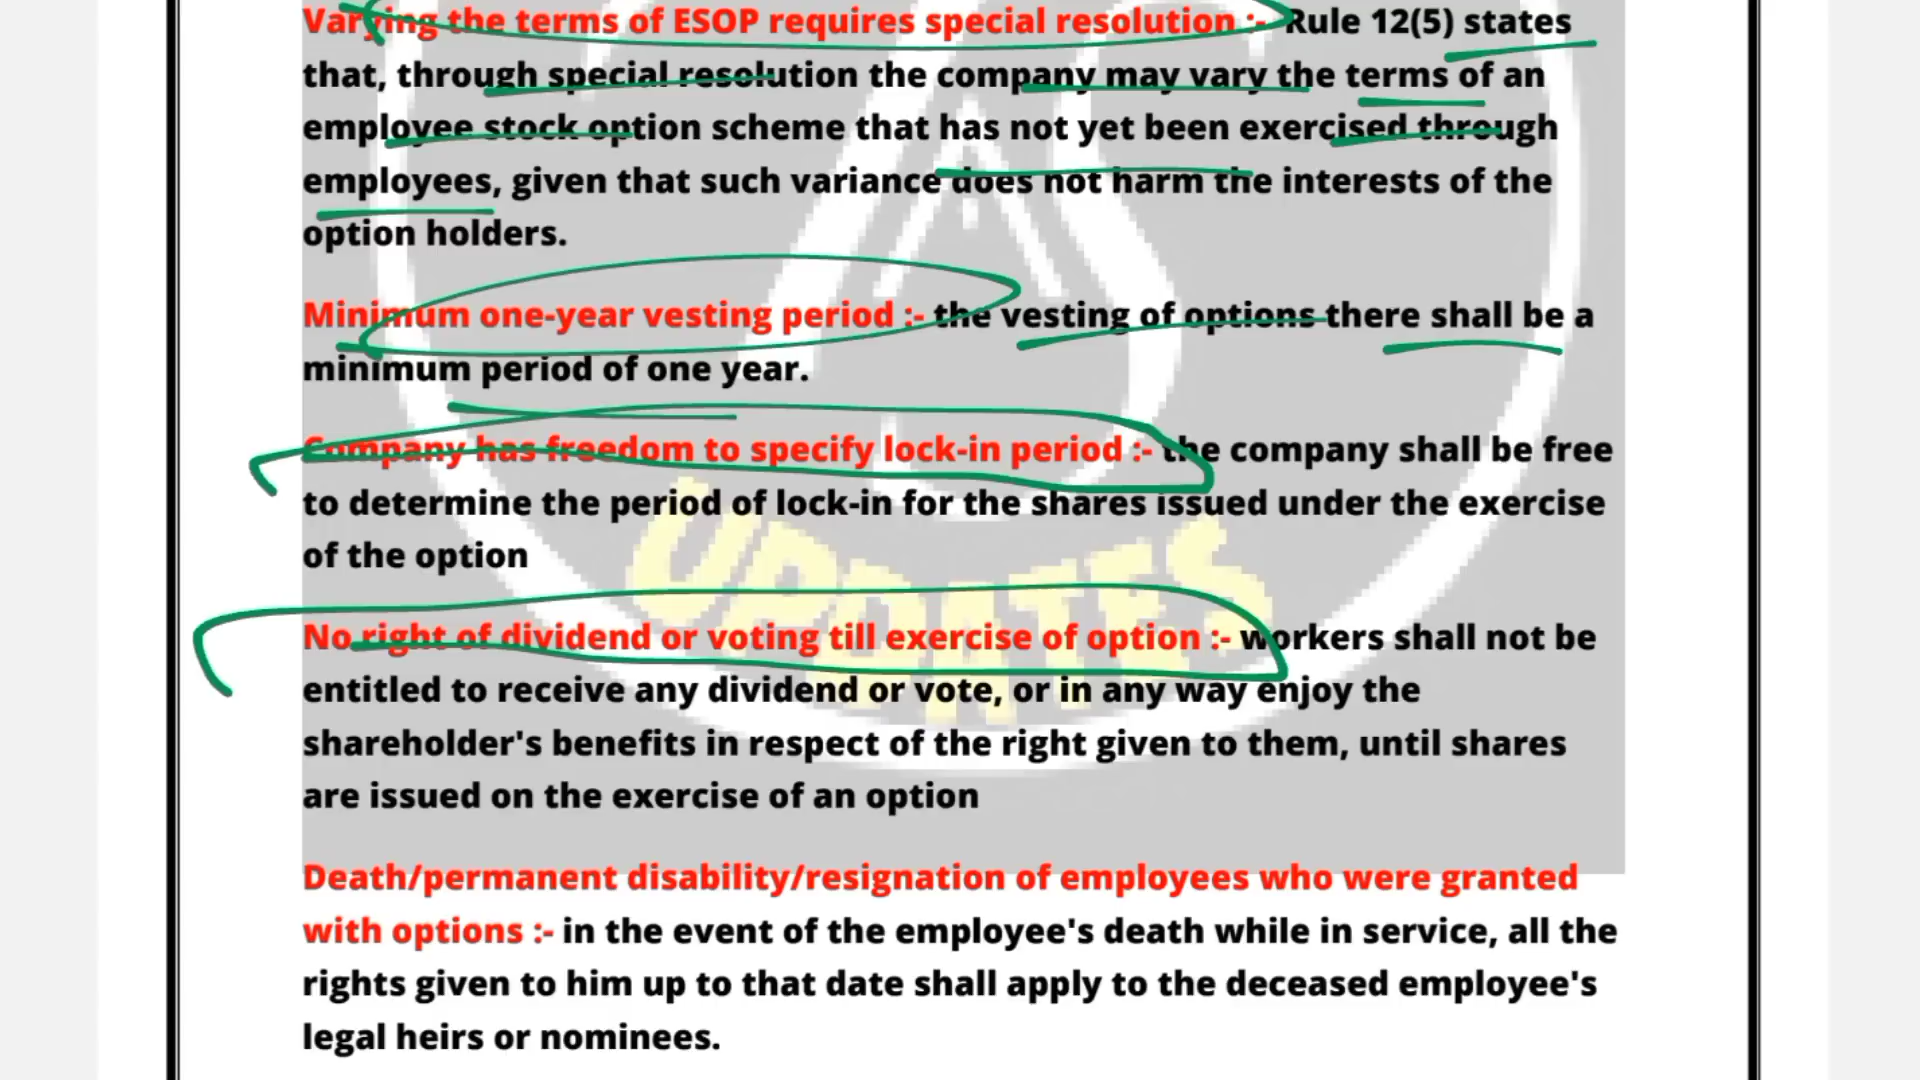 Varying the terms of ESOP requires special resolution :- Rule 12(5) states
that, through special resolution the company may vary the terms of an
employee stock option scheme that has not yet been exercised through
employees, given that such variance does not harm the interests of the
option holders.
Minimum one-year vesting period :- the vesting of options there shall be a
minimum period of one year.
Company has freedom to specify lock-in period :- the company shall be free
to determine the period of lock-in for the shares issued under the exercise
of the option
No right of dividend or voting till exercise of option :- workers shall not be
entitled to receive any dividend or vote, or in any way enjoy the
shareholder's benefits in respect of the right given to them, until shares
are issued on the exercise of an option
Death/permanent disability/resignation of employees who were granted
with options :- in the event of the employee's death while in service, all the
rights given to him up to that date shall apply to the deceased employee's
legal heirs or nominees.
UPDATES